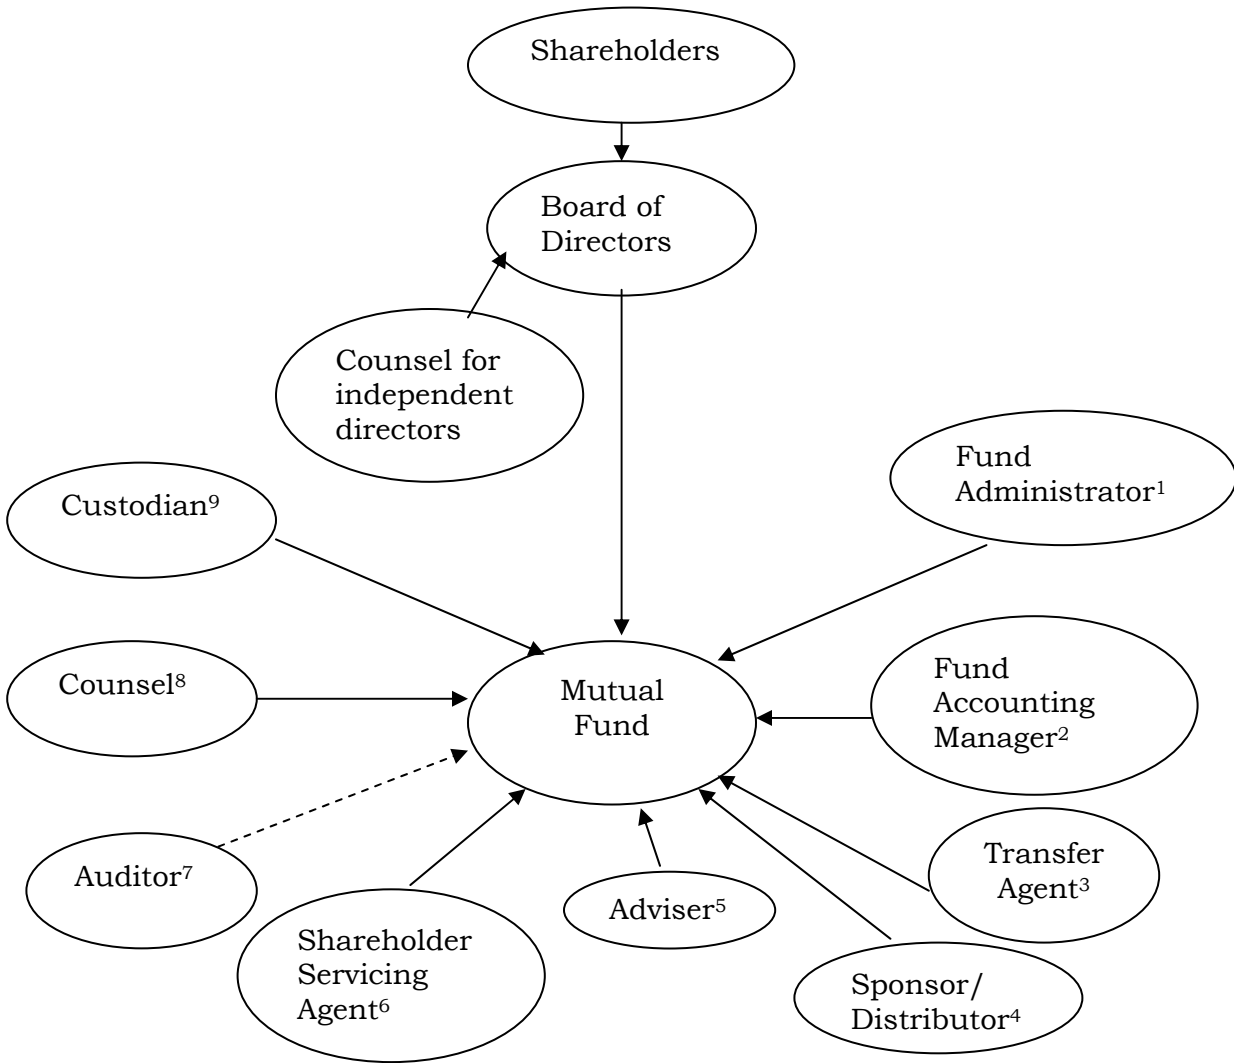 Shareholders
Board of
Directors
Counsel for
independent
directors
Fund
Administrator¹
Custodian⁹
Counsel⁸
Mutual
Fund
Fund
Accounting
Manager²
Auditor⁷
Transfer
Agent³
Adviser⁵
Shareholder
Servicing
Agent⁶
Sponsor/
Distributor⁴